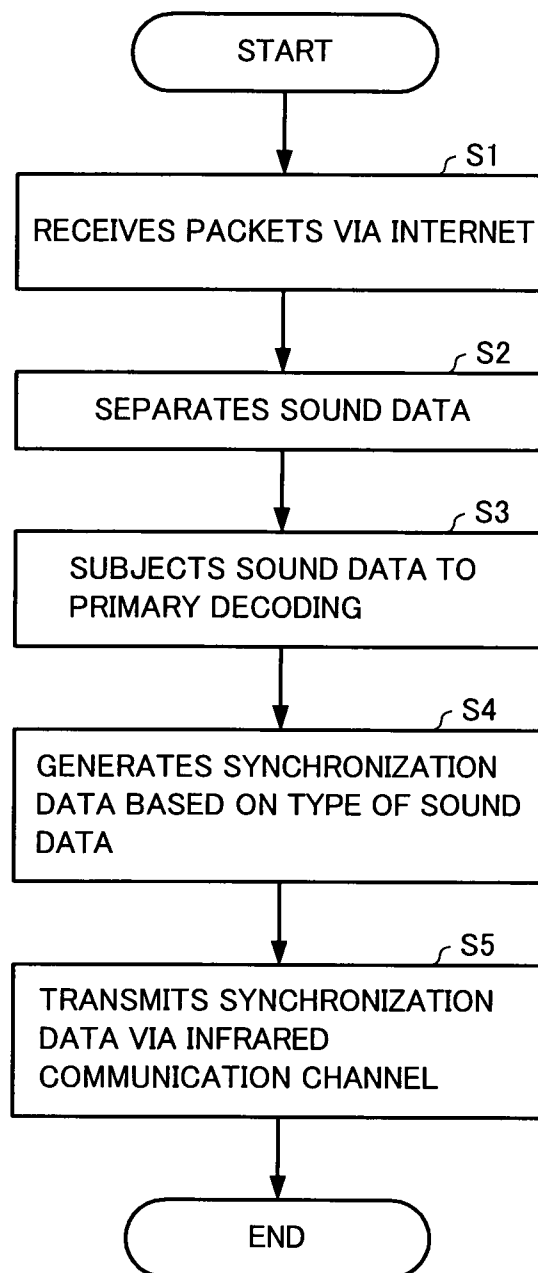 START
S1
RECEIVES PACKETS VIA INTERNET
S2
SEPARATES SOUND DATA
S3
SUBJECTS SOUND DATA TO
PRIMARY DECODING
S4
GENERATES SYNCHRONIZATION
DATA BASED ON TYPE OF SOUND
DATA
S5
TRANSMITS SYNCHRONIZATION
DATA VIA INFRARED
COMMUNICATION CHANNEL
END